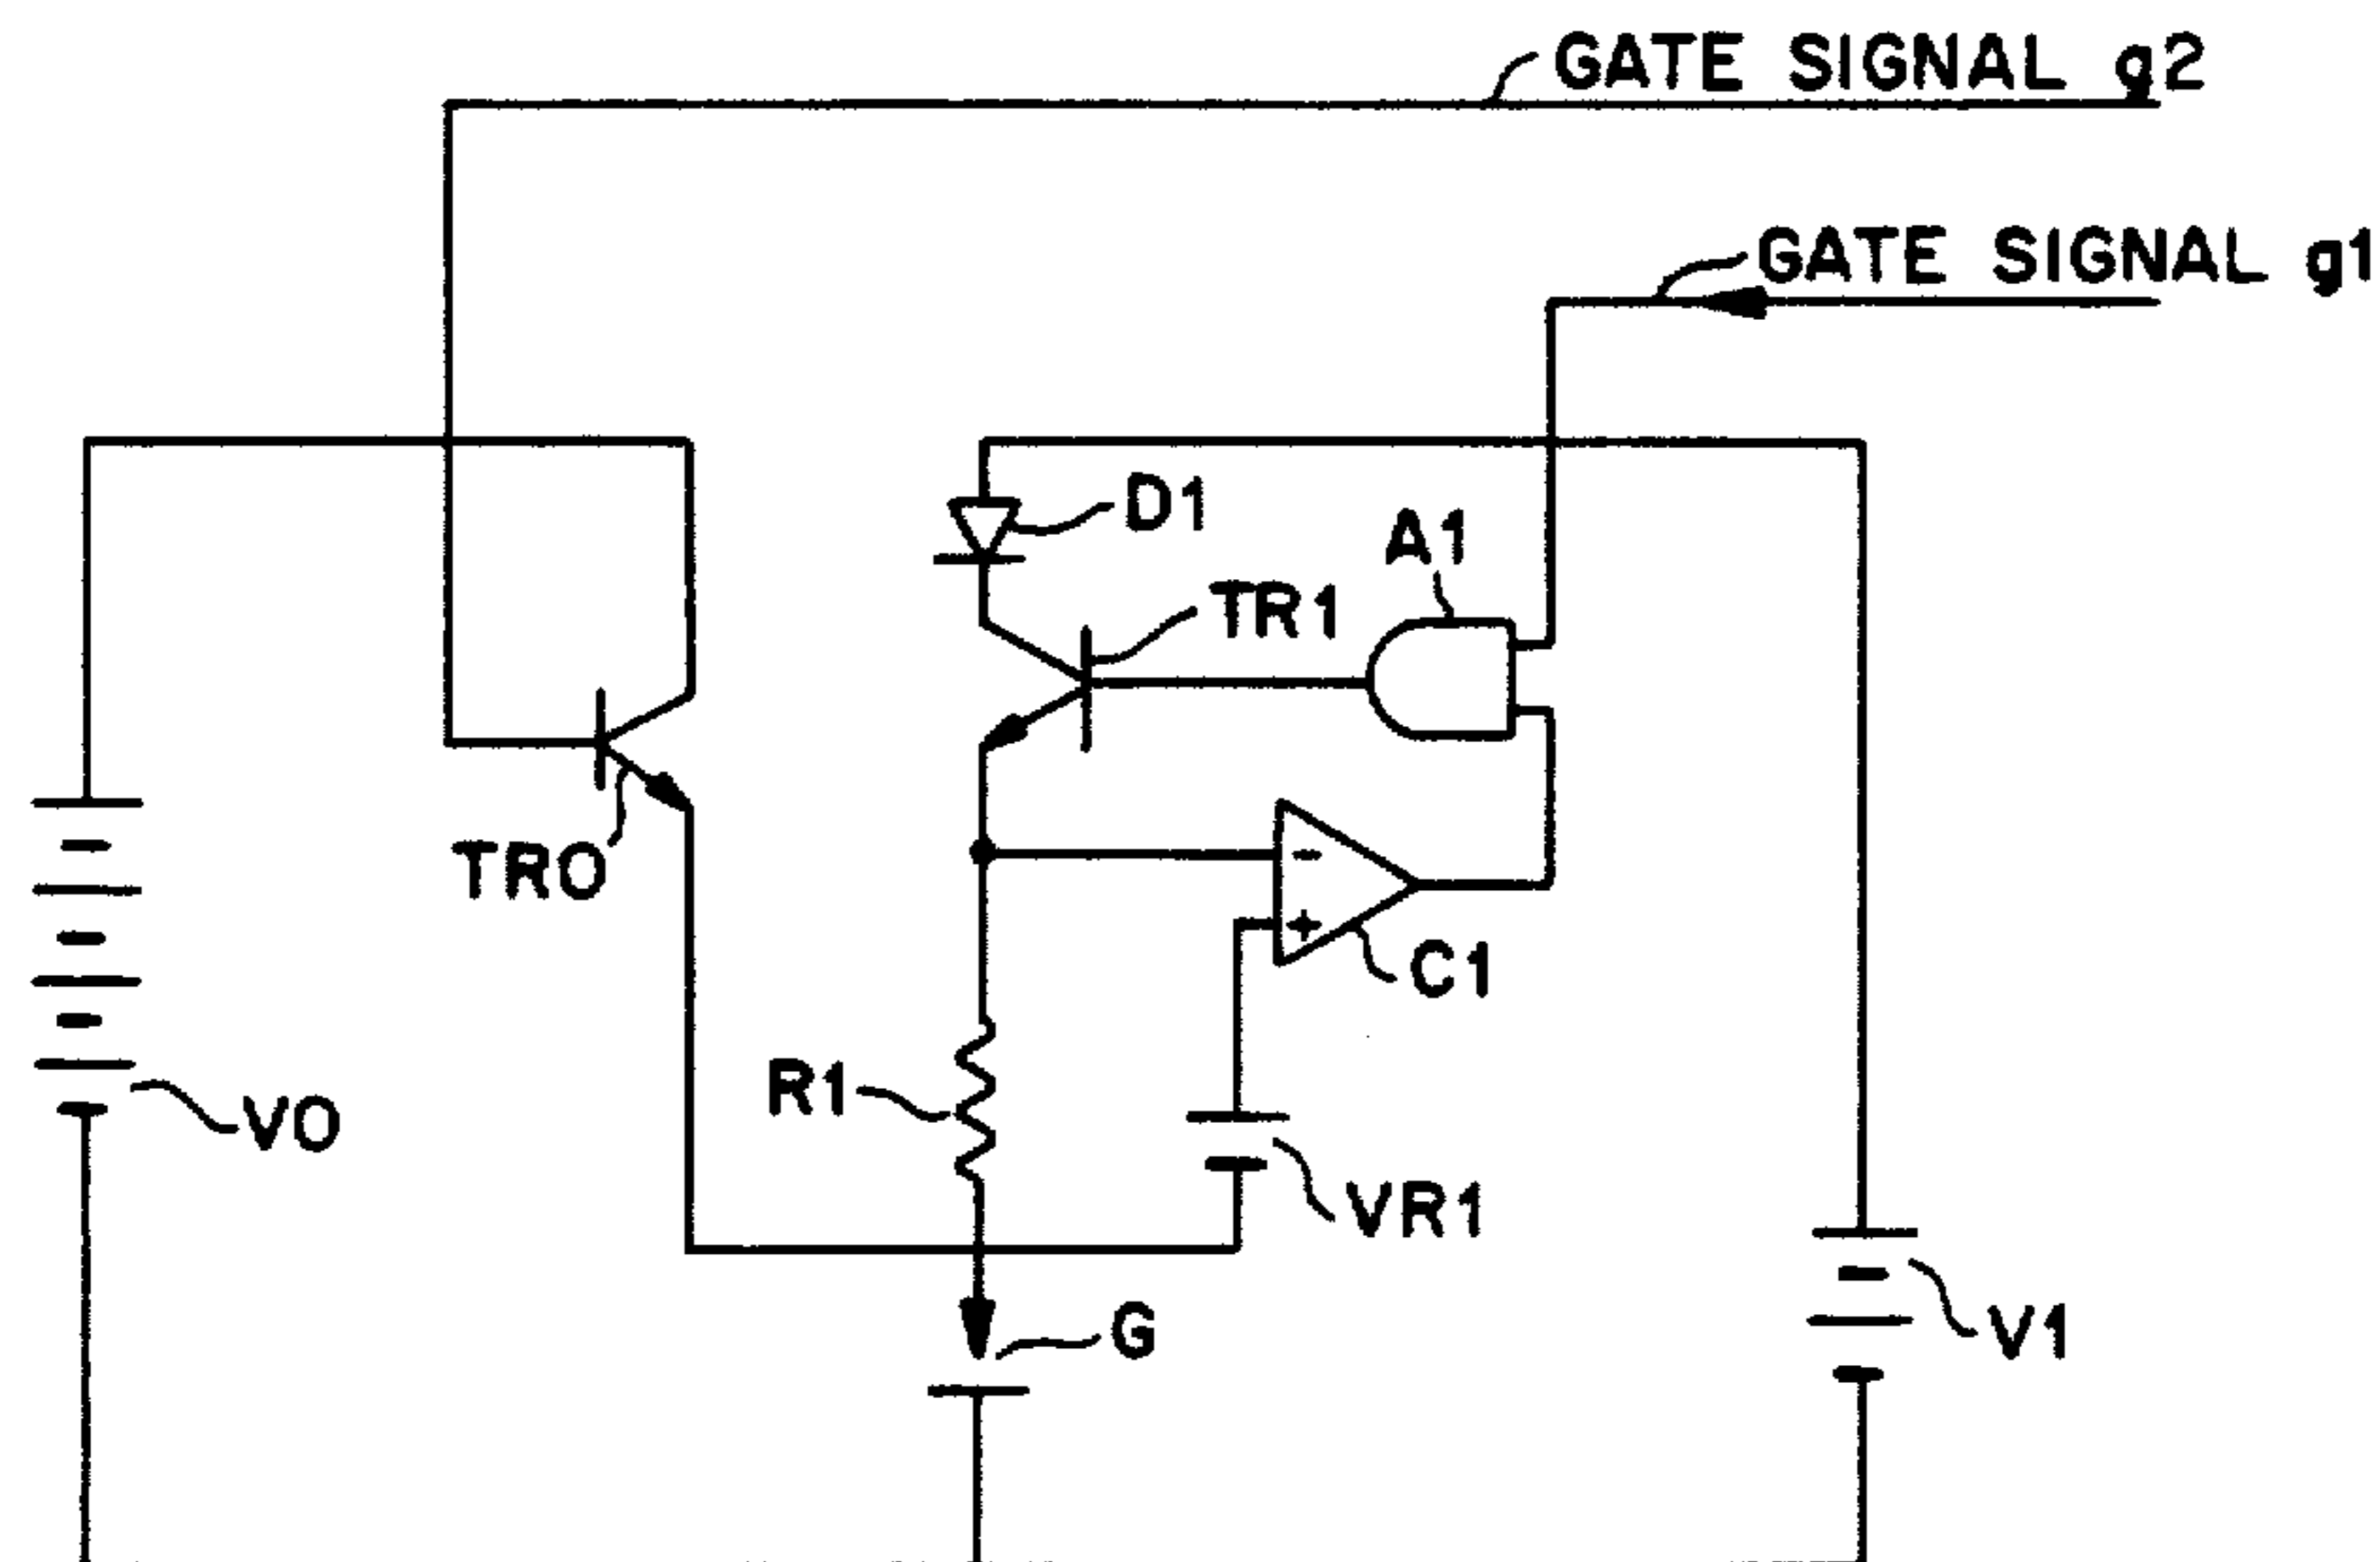 GATE SIGNAL g2
GATE SIGNAL g1
D1
A1
TR1
TRO
C1
R1
VO
VR1
G
V1
- 
+